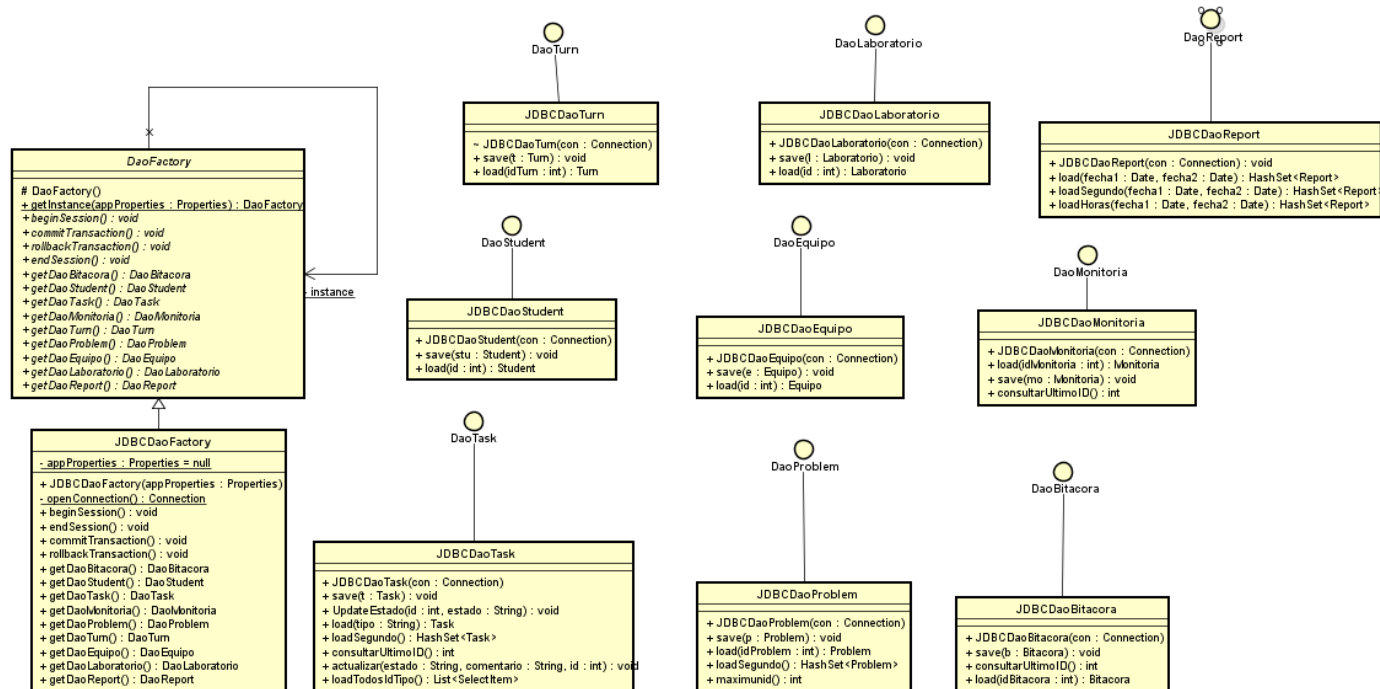 DaoTurn
DaoLaboratorio
DaoReport
JDBCDaoTurn
~ JDBCDaoTurn(con : Connection)
+ save(t : Turn) : void
+ load(idTurn : int) : Turn
JDBCDaoLaboratorio
+ JDBCDaoLaboratorio(con : Connection)
+ save(l : Laboratorio) : void
+ load(id : int) : Laboratorio
JDBCDaoReport
+ JDBCDaoReport(con : Connection) : void
+ load(fecha1 : Date, fecha2 : Date) : HashSet<Report>
+ loadSegundo(fecha1 : Date, fecha2 : Date) : HashSet<Report>
+ loadHoras(fecha1 : Date, fecha2 : Date) : HashSet<Report>
DaoFactory
# DaoFactory()
+ getInstance(appProperties : Properties) : DaoFactory
+ beginSession() : void
+ commitTransaction() : void
+ rollbackTransaction() : void
+ endSession() : void
+ getDaoBitacora() : DaoBitacora
+ getDaoStudent() : DaoStudent
+ getDaoTask() : DaoTask
+ getDaoMonitoria() : DaoMonitoria
+ getDaoTurn() : DaoTurn
+ getDaoProblem() : DaoProblem
+ getDaoEquipo() : DaoEquipo
+ getDaoLaboratorio() : DaoLaboratorio
+ getDaoReport() : DaoReport
- instance
DaoStudent
JDBCDaoStudent
+ JDBCDaoStudent(con : Connection)
+ save(stu : Student) : void
+ load(id : int) : Student
DaoEquipo
JDBCDaoEquipo
+ JDBCDaoEquipo(con : Connection)
+ save(e : Equipo) : void
+ load(id : int) : Equipo
DaoMonitoria
JDBCDaoMonitoria
+ JDBCDaoMonitoria(con : Connection)
+ load(idMonitoria : int) : Monitoria
+ save(mo : Monitoria) : void
+ consultarUltimoID() : int
JDBCDaoFactory
- appProperties : Properties = null
+ JDBCDaoFactory(appProperties : Properties)
- openConnection() : Connection
+ beginSession() : void
+ endSession() : void
+ commitTransaction() : void
+ rollbackTransaction() : void
+ getDaoBitacora() : DaoBitacora
+ getDaoStudent() : DaoStudent
+ getDaoTask() : DaoTask
+ getDaoMonitoria() : DaoMonitoria
+ getDaoProblem() : DaoProblem
+ getDaoTurn() : DaoTurn
+ getDaoEquipo() : DaoEquipo
+ getDaoLaboratorio() : DaoLaboratorio
+ getDaoReport() : DaoReport
DaoTask
JDBCDaoTask
+ JDBCDaoTask(con : Connection)
+ save(t : Task) : void
+ UpdateEstado(id : int, estado : String) : void
+ load(tipo : String) : Task
+ loadSegundo() : HashSet<Task>
+ consultarUltimoID() : int
+ actualizar(estado : String, comentario : String, id : int) : void
+ loadTodosIdTipo() : List<SelectItem>
DaoProblem
JDBCDaoProblem
+ JDBCDaoProblem(con : Connection)
+ save(p : Problem) : void
+ load(idProblem : int) : Problem
+ loadSegundo() : HashSet<Problem>
+ maximunid() : int
DaoBitacora
JDBCDaoBitacora
+ JDBCDaoBitacora(con : Connection)
+ save(b : Bitacora) : void
+ consultarUltimoID() : int
+ load(idBitacora : int) : Bitacora